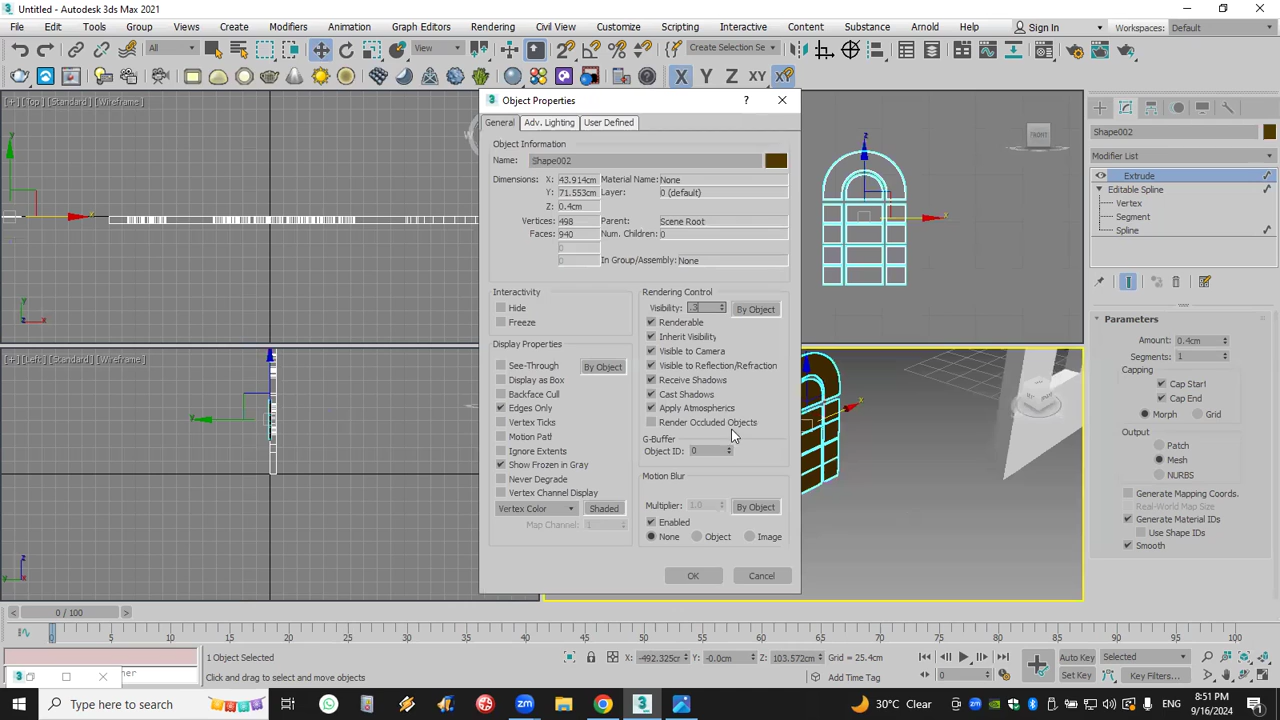 Untitled - Autodesk 3ds Max 2021
File Edit Tools Group Views Create Modifiers Animation Graph Editors Rendering Civil View Customize Scripting Interactive Content Substance Arnold Help Sign In Workspaces: Default
All View Create Selection Se
X Y Z XY XY
[+] [Top] [Standard] [Wireframe]
[+] [Left] [Standard] [Wireframe]
FRONT
Object Properties ?
General Adv. Lighting User Defined
Object Information
Name: Shape002
Dimensions: X: 43.914cm Material Name: None
Y: 71.553cm Layer: 0 (default)
Z: 0.4cm
Vertices: 498 Parent: Scene Root
Faces: 940 Num. Children: 0
0
0 In Group/Assembly: None
Interactivity
Hide
Freeze
Display Properties
See-Through By Object
Display as Box
Backface Cull
Edges Only
Vertex Ticks
Motion Path
Ignore Extents
Show Frozen in Gray
Never Degrade
Vertex Channel Display
Vertex Color Shaded
Map Channel: 1
Rendering Control
Visibility: .3 By Object
Renderable
Inherit Visibility
Visible to Camera
Visible to Reflection/Refraction
Receive Shadows
Cast Shadows
Apply Atmospherics
Render Occluded Objects
G-Buffer
Object ID: 0
Motion Blur
Multiplier: 1.0 By Object
Enabled
None Object Image
OK Cancel
Shape002
Modifier List
Extrude
Editable Spline
Vertex
Segment
Spline
Parameters
Amount: 0.4cm
Segments: 1
Capping
Cap Start
Cap End
Morph Grid
Output
Patch
Mesh
NURBS
Generate Mapping Coords.
Real-World Map Size
Generate Material IDs
Use Shape IDs
Smooth
0 / 100
0 5 10 15 20 25 30 35 40 45 50 55 60 65 70 75 80 85 90 95 100
1 Object Selected X: -492.325cm Y: -0.0cm Z: 103.572cm Grid = 25.4cm Auto Key Selected
Click and drag to select and move objects Add Time Tag 0 Set Key Key Filters...
Type here to search 30°C Clear 8:51 PM
9/16/2024